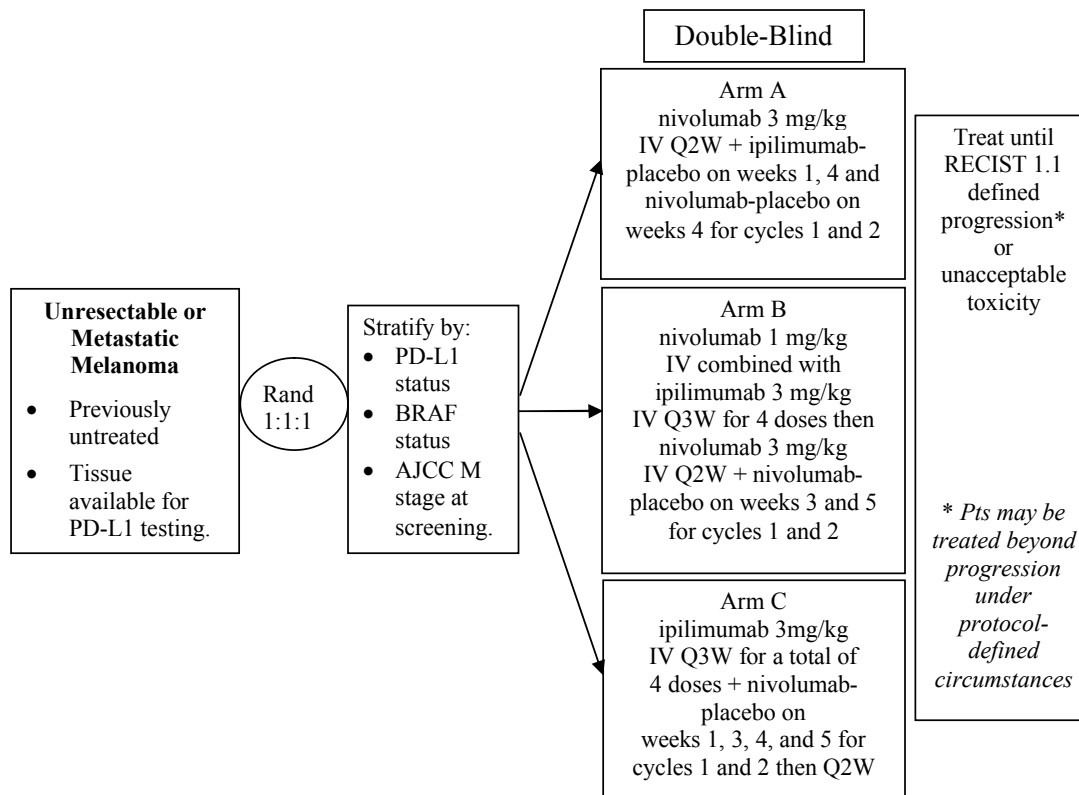 Double-Blind
Unresectable or
Metastatic
Melanoma
• Previously
untreated
• Tissue
available for
PD-L1 testing.
Rand
1:1:1
Stratify by:
• PD-L1
status
• BRAF
status
• AJCC M
stage at
screening.
Arm A
nivolumab 3 mg/kg
IV Q2W + ipilimumab-
placebo on weeks 1, 4 and
nivolumab-placebo on
weeks 4 for cycles 1 and 2
Arm B
nivolumab 1 mg/kg
IV combined with
ipilimumab 3 mg/kg
IV Q3W for 4 doses then
nivolumab 3 mg/kg
IV Q2W + nivolumab-
placebo on weeks 3 and 5
for cycles 1 and 2
Arm C
ipilimumab 3mg/kg
IV Q3W for a total of
4 doses + nivolumab-
placebo on
weeks 1, 3, 4, and 5 for
cycles 1 and 2 then Q2W
Treat until
RECIST 1.1
defined
progression*
or
unacceptable
toxicity
* Pts may be
treated beyond
progression
under
protocol-
defined
circumstances